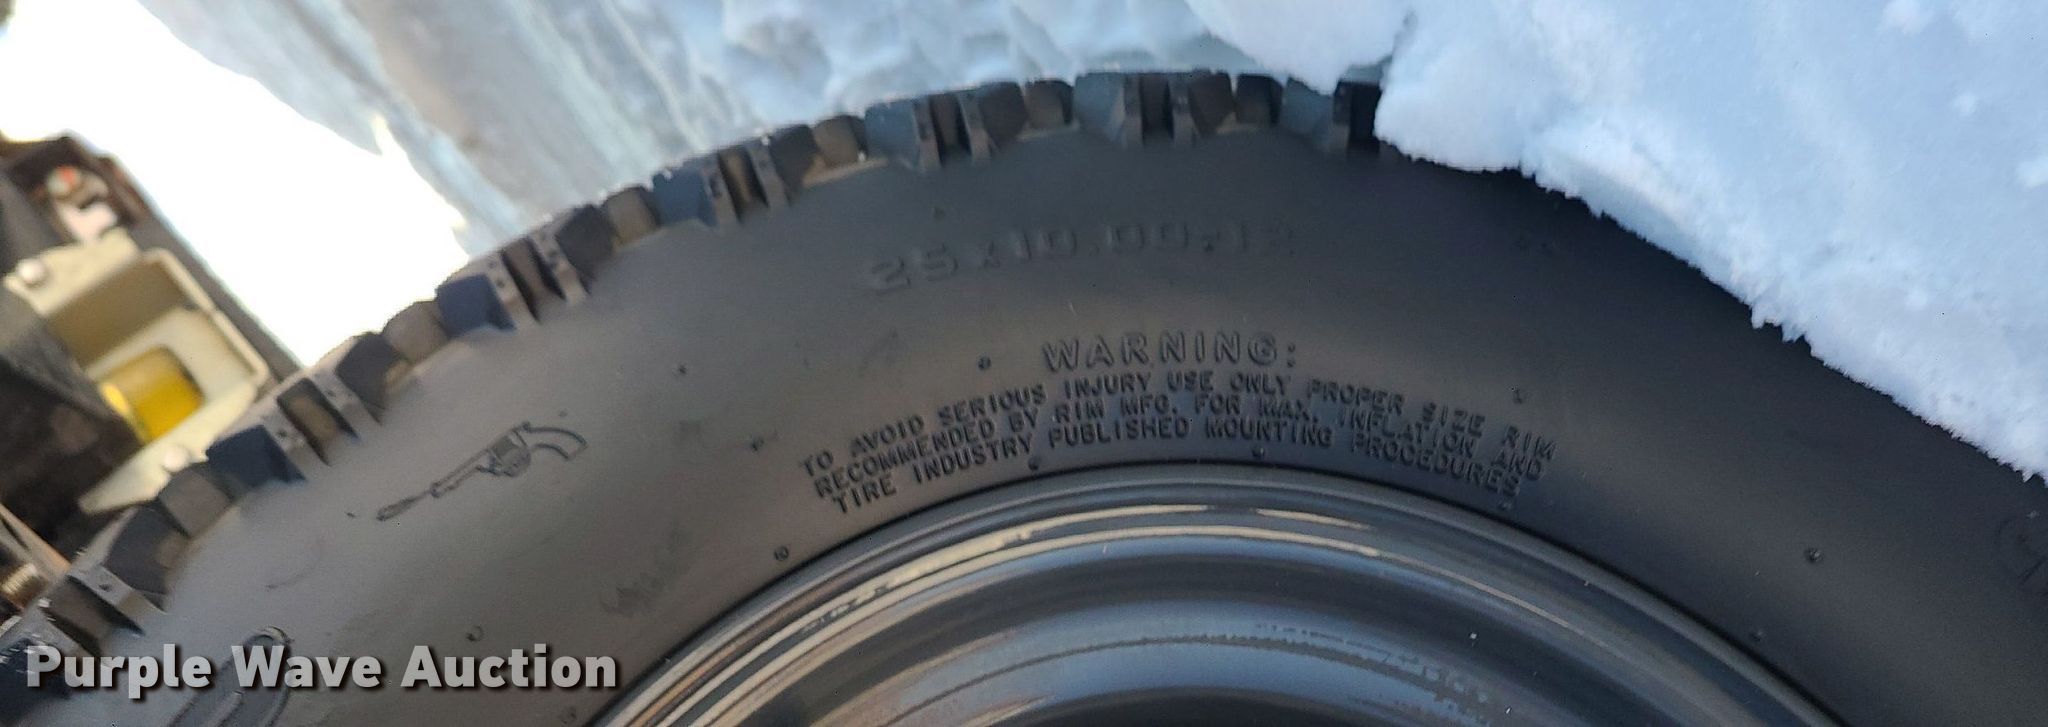 25x10.00-12
WARNING:
TO AVOID SERIOUS INJURY USE ONLY PROPER SIZE RIM
RECOMMENDED BY RIM MFG. FOR MAX. INFLATION AND
TIRE INDUSTRY PUBLISHED MOUNTING PROCEDURES.
Purple Wave Auction